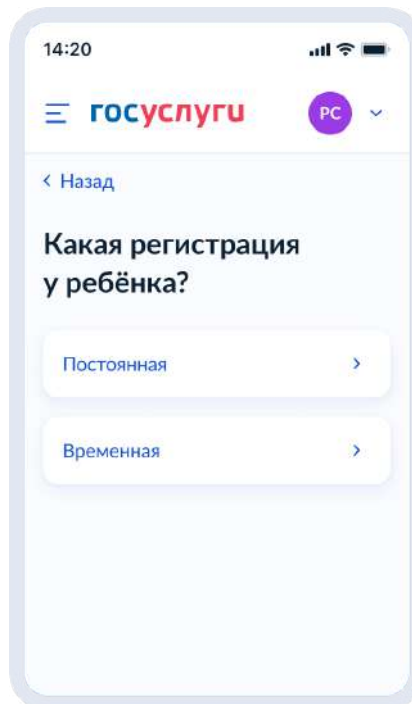 14:20
госуслуги
РС
Назад
Какая регистрация
у ребёнка?
Постоянная
Временная